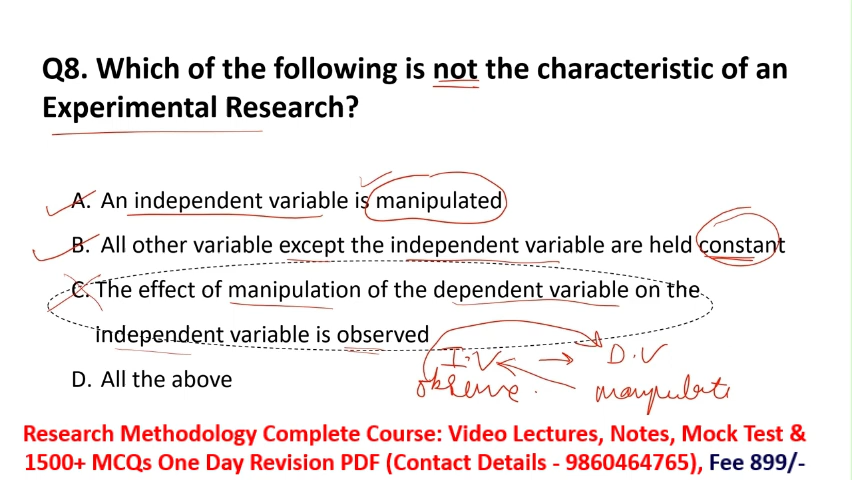 Q8. Which of the following is not the characteristic of an
Experimental Research?
A. An independent variable is manipulated
B. All other variable except the independent variable are held constant
C. The effect of manipulation of the dependent variable on the
independent variable is observed
D. All the above
I.V → D.V
observe. manipulate
Research Methodology Complete Course: Video Lectures, Notes, Mock Test &
1500+ MCQs One Day Revision PDF (Contact Details - 9860464765), Fee 899/-